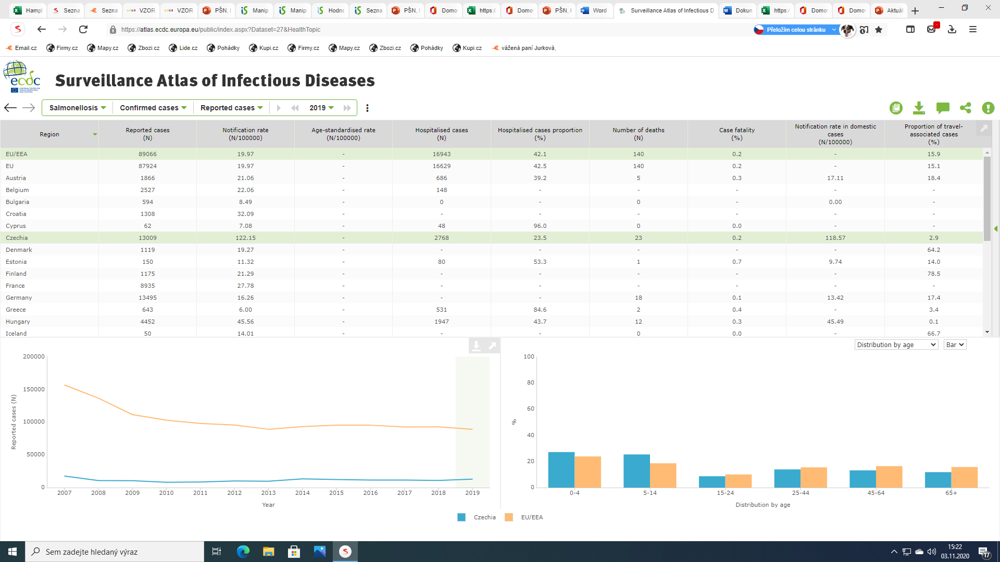 Hampl
Sezna
Sezna
VZOR
VZOR
PŠN,
Manip
Manip
Hodno
Sezna
PŠN, I
Domov
https:/
Domov
PŠN, I
Word
Surveillance Atlas of Infectious D
Dokun
https:/
Domov
Domov
Aktuál
https://atlas.ecdc.europa.eu/public/index.aspx?Dataset=27&HealthTopic
Přeložím celou stránku
Email.cz Firmy.cz Mapy.cz Zbozi.cz Lide.cz Pohádky Kupi.cz Firmy.cz Mapy.cz Zbozi.cz Pohádky Kupi.cz vážená paní Jurková,
ecdc
EUROPEAN CENTRE FOR DISEASE PREVENTION AND CONTROL
Surveillance Atlas of Infectious Diseases
Salmonellosis Confirmed cases Reported cases 2019
Region
Reported cases
(N)
Notification rate
(N/100000)
Age-standardised rate
(N/100000)
Hospitalised cases
(N)
Hospitalised cases proportion
(%)
Number of deaths
(N)
Case fatality
(%)
Notification rate in domestic
cases
(N/100000)
Proportion of travel-
associated cases
(%)
EU/EEA 89066 19.97 - 16943 42.1 140 0.2 - 15.9
EU 87924 19.97 - 16629 42.5 140 0.2 - 15.1
Austria 1866 21.06 - 686 39.2 5 0.3 17.11 18.4
Belgium 2527 22.06 - 148 - - - - -
Bulgaria 594 8.49 - 0 - 0 - 0.00 -
Croatia 1308 32.09 - - - - - - -
Cyprus 62 7.08 - 48 96.0 0 0.0 - -
Czechia 13009 122.15 - 2768 23.5 23 0.2 118.57 2.9
Denmark 1119 19.27 - - - - - - 64.2
Estonia 150 11.32 - 80 53.3 1 0.7 9.74 14.0
Finland 1175 21.29 - - - - - - 78.5
France 8935 27.78 - - - - - - -
Germany 13495 16.26 - - - 18 0.1 13.42 17.4
Greece 643 6.00 - 531 84.6 2 0.4 - 3.4
Hungary 4452 45.56 - 1947 43.7 12 0.3 45.49 0.1
Iceland 50 14.01 - - - 0 0.0 - 66.7
200000
150000
100000
50000
0
Reported cases (N)
2007 2008 2009 2010 2011 2012 2013 2014 2015 2016 2017 2018 2019
Year
Distribution by age Bar
100
80
60
40
20
0
%
0-4 5-14 15-24 25-44 45-64 65+
Distribution by age
Czechia EU/EEA
Sem zadejte hledaný výraz
15:22
03.11.2020
17